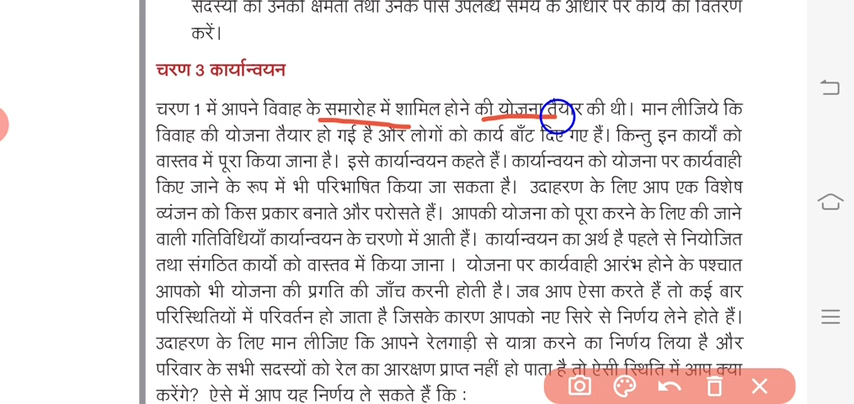 सदस्यों को उनकी क्षमता तथा उनके पास उपलब्ध समय के आधार पर कार्य का वितरण
करें।
चरण 3 कार्यान्वयन
चरण 1 में आपने विवाह के समारोह में शामिल होने की योजना तैयार की थी। मान लीजिये कि
विवाह की योजना तैयार हो गई है और लोगों को कार्य बाँट दिए गए हैं। किन्तु इन कार्यों को
वास्तव में पूरा किया जाना है। इसे कार्यान्वयन कहते हैं। कार्यान्वयन को योजना पर कार्यवाही
किए जाने के रूप में भी परिभाषित किया जा सकता है। उदाहरण के लिए आप एक विशेष
व्यंजन को किस प्रकार बनाते और परोसते हैं। आपकी योजना को पूरा करने के लिए की जाने
वाली गतिविधियाँ कार्यान्वयन के चरणो में आती हैं। कार्यान्वयन का अर्थ है पहले से नियोजित
तथा संगठित कार्यो को वास्तव में किया जाना । योजना पर कार्यवाही आरंभ होने के पश्चात
आपको भी योजना की प्रगति की जाँच करनी होती है। जब आप ऐसा करते हैं तो कई बार
परिस्थितियों में परिवर्तन हो जाता है जिसके कारण आपको नए सिरे से निर्णय लेने होते हैं।
उदाहरण के लिए मान लीजिए कि आपने रेलगाड़ी से यात्रा करने का निर्णय लिया है और
परिवार के सभी सदस्यों को रेल का आरक्षण प्राप्त नहीं हो पाता है तो ऐसी स्थिति में आप क्या
करेंगे? ऐसे में आप यह निर्णय ले सकते हैं कि :